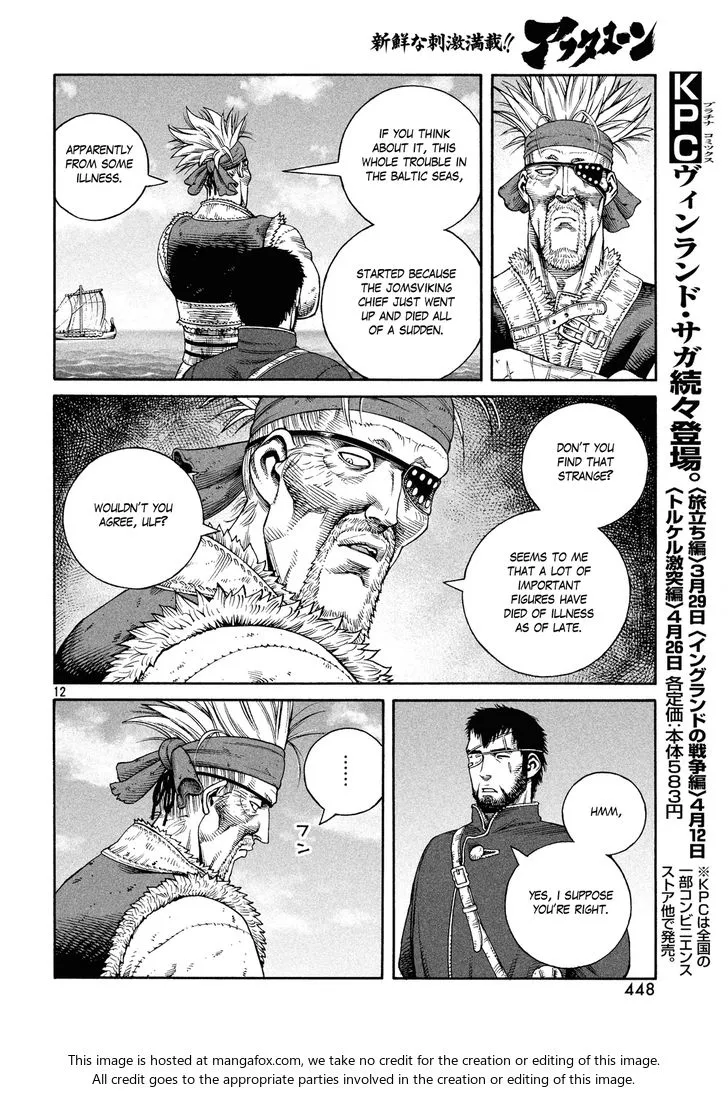 新鮮な刺激満載!! アフタヌーン
IF YOU THINK
ABOUT IT, THIS
WHOLE TROUBLE
IN THE
BALTIC SEAS,
STARTED BECAUSE
THE JOMSVIKING
CHIEF JUST WENT
UP AND DIED ALL
OF A SUDDEN.
APPARENTLY
FROM SOME
ILLNESS.
DON'T YOU
FIND THAT
STRANGE?
SEEMS TO ME
THAT A LOT OF
IMPORTANT
FIGURES HAVE
DIED OF ILLNESS
AS OF LATE.
WOULDN'T YOU
AGREE, ULF?
12
HMM,
YES, I SUPPOSE
YOU'RE RIGHT.
......
フン
448
プラチナ コミックス
KPCヴィンランド・サガ続々登場。
〈旅立ち編〉3月29日〈イングランドの戦争編〉4月12日
〈トルケル激突編〉4月26日 各定価:本体583円
※KPCは全国の
一部コンビニエンス
ストア他で発売。
This image is hosted at mangafox.com, we take no credit for the creation or editing of this image.
All credit goes to the appropriate parties involved in the creation or editing of this image.